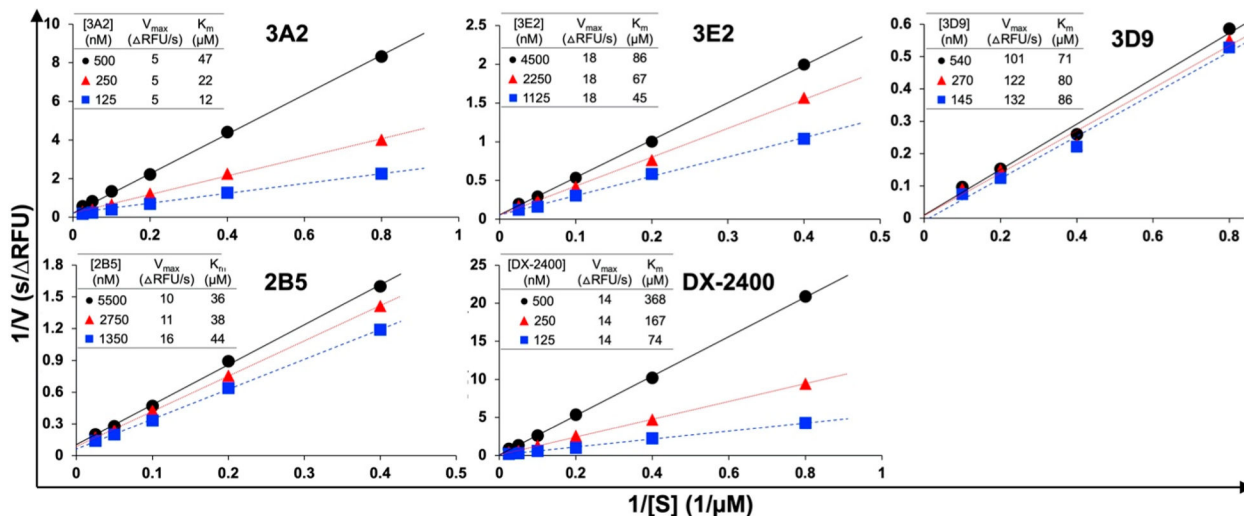 1/V (s/ΔRFU)
3A2
[3A2] Vmax Km
(nM) (ΔRFU/s) (µM)
500 5 47
250 5 22
125 5 12
10
8
6
4
2
0
0 0.2 0.4 0.6 0.8 1
3E2
[3E2] Vmax Km
(nM) (ΔRFU/s) (µM)
4500 18 86
2250 18 67
1125 18 45
2.5
2
1.5
1
0.5
0
0 0.1 0.2 0.3 0.4 0.5
3D9
[3D9] Vmax Km
(nM) (ΔRFU/s) (µM)
540 101 71
270 122 80
145 132 86
0.6
0.5
0.4
0.3
0.2
0.1
0
0 0.2 0.4 0.6 0.8
2B5
[2B5] Vmax
(nM) (ΔRFU/s) (µM)
5500 10 36
2750 11 38
1350 16 44
1.8
1.5
1.2
0.9
0.6
0.3
0
0 0.1 0.2 0.3 0.4 0.5
DX-2400
[DX-2400] Vmax Km
(nM) (ΔRFU/s) (µM)
500 14 368
250 14 167
125 14 74
25
20
15
10
5
0
0 0.2 0.4 0.6 0.8 1
1/[S] (1/µM)